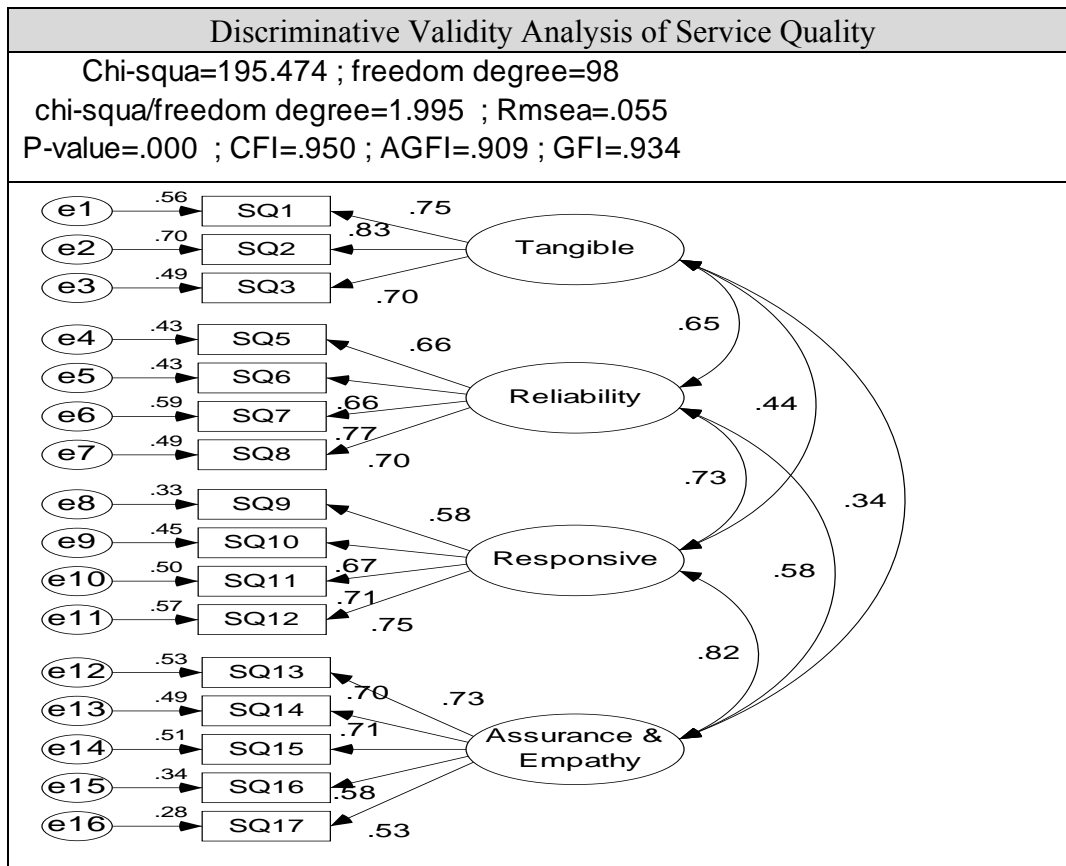 Discriminative Validity Analysis of Service Quality
Chi-squa=195.474 ; freedom degree=98
chi-squa/freedom degree=1.995 ; Rmsea=.055
P-value=.000 ; CFI=.950 ; AGFI=.909 ; GFI=.934
e1 .56 SQ1 .75
e2 .70 SQ2 .83 Tangible
e3 .49 SQ3 .70
.65
e4 .43 SQ5 .66
e5 .43 SQ6 Reliability
e6 .59 SQ7 .66 .44
e7 .49 SQ8 .77 .70
.73
e8 .33 SQ9 .58 .34
e9 .45 SQ10 Responsive
e10 .50 SQ11 .67 .58
e11 .57 SQ12 .71 .75
.82
e12 .53 SQ13 .70 .73
e13 .49 SQ14 .71
e14 .51 SQ15 Assurance &
Empathy
e15 .34 SQ16 .58
e16 .28 SQ17 .53